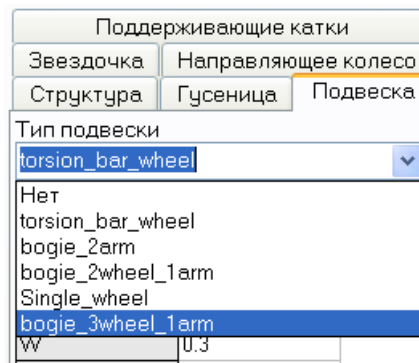 Поддерживающие катки
Звездочка Направляющее колесо
Структура Гусеница Подвеска
Тип подвески
torsion_bar_wheel
Нет
torsion_bar_wheel
bogie_2arm
bogie_2wheel_1arm
Single_wheel
bogie_3wheel_1arm
W 0.3